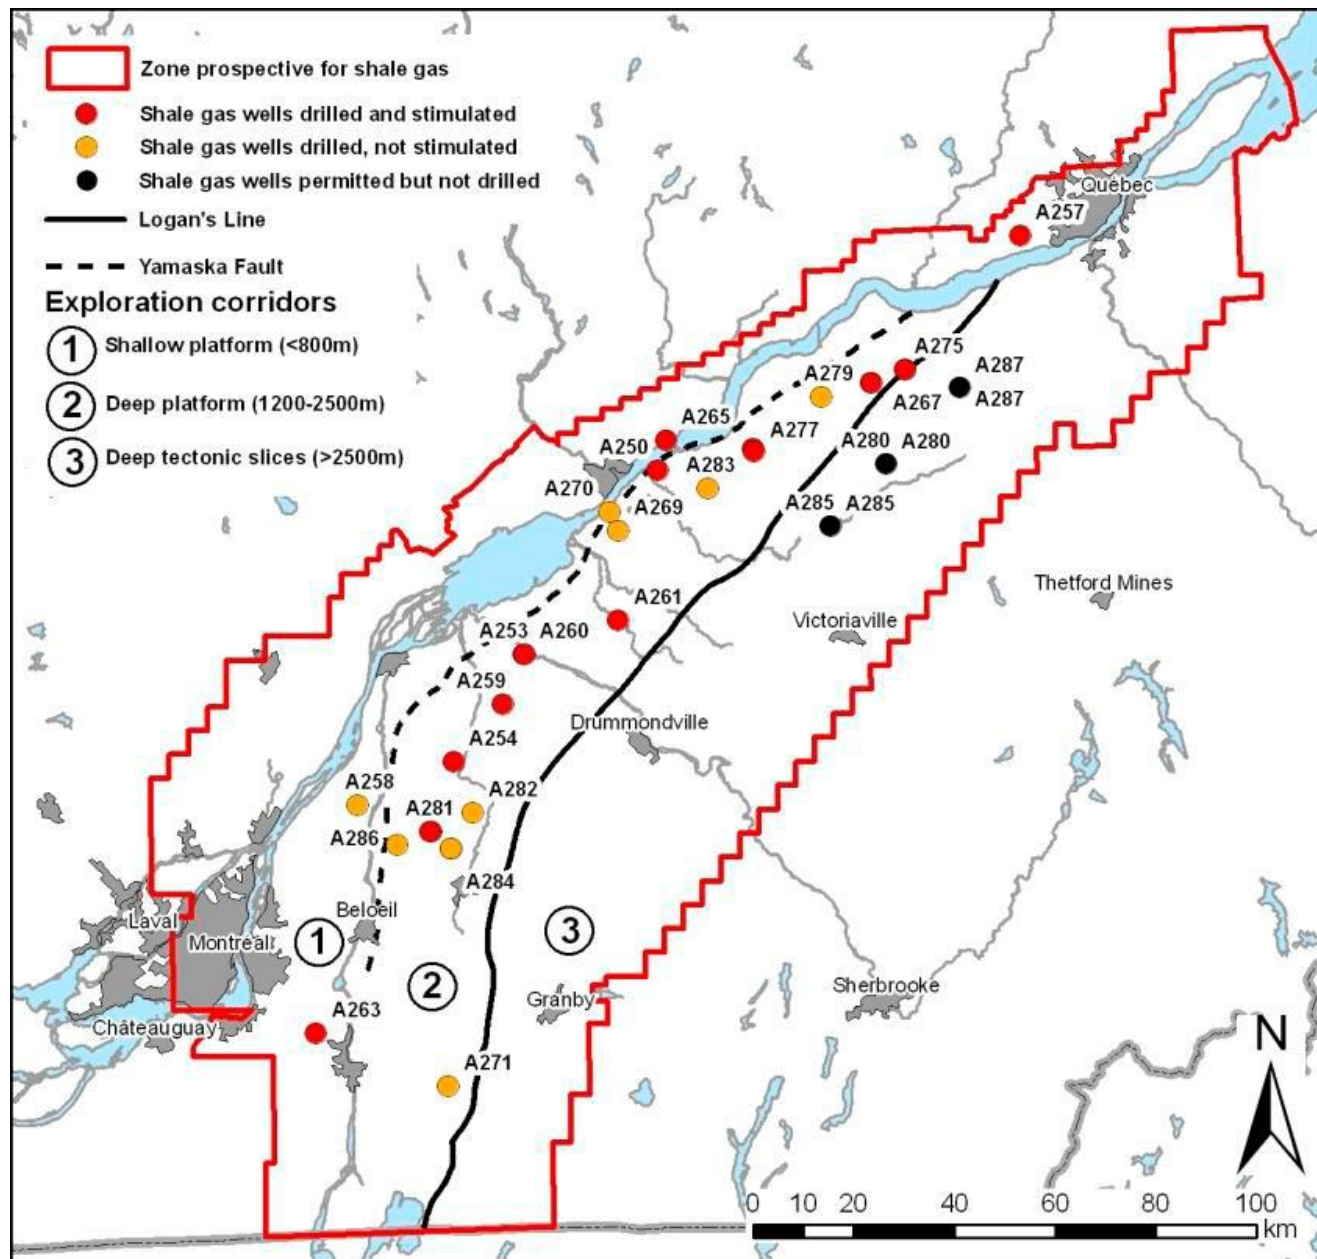 Zone prospective for shale gas
Shale gas wells drilled and stimulated
Shale gas wells drilled, not stimulated
Shale gas wells permitted but not drilled
Logan's Line
Yamaska Fault
Exploration corridors
1 Shallow platform (<800m)
2 Deep platform (1200-2500m)
3 Deep tectonic slices (>2500m)
Québec
A257
A275
A279
A287
A267
A287
A265
A277
A250
A280
A280
A283
A270
A269
A285
A285
Thetford Mines
A261
Victoriaville
A253
A260
A259
Drummondville
A254
A258
A282
A281
A286
A284
Beloeil
Laval
Montréal
1
3
2
Sherbrooke
Granby
Châteauguay
A263
A271
N
0 10 20 40 60 80 100
km